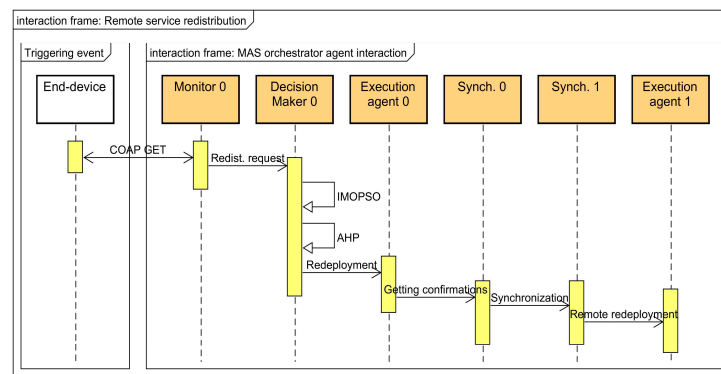 interaction frame: Remote service redistribution
Triggering event
interaction frame: MAS orchestrator agent interaction
End-device
Monitor 0
Decision
Maker 0
Execution
agent 0
Synch. 0
Synch. 1
Execution
agent 1
COAP GET
Redist. request
IMOPSO
AHP
Redeployment
Getting confirmations
Synchronization
Remote redeployment